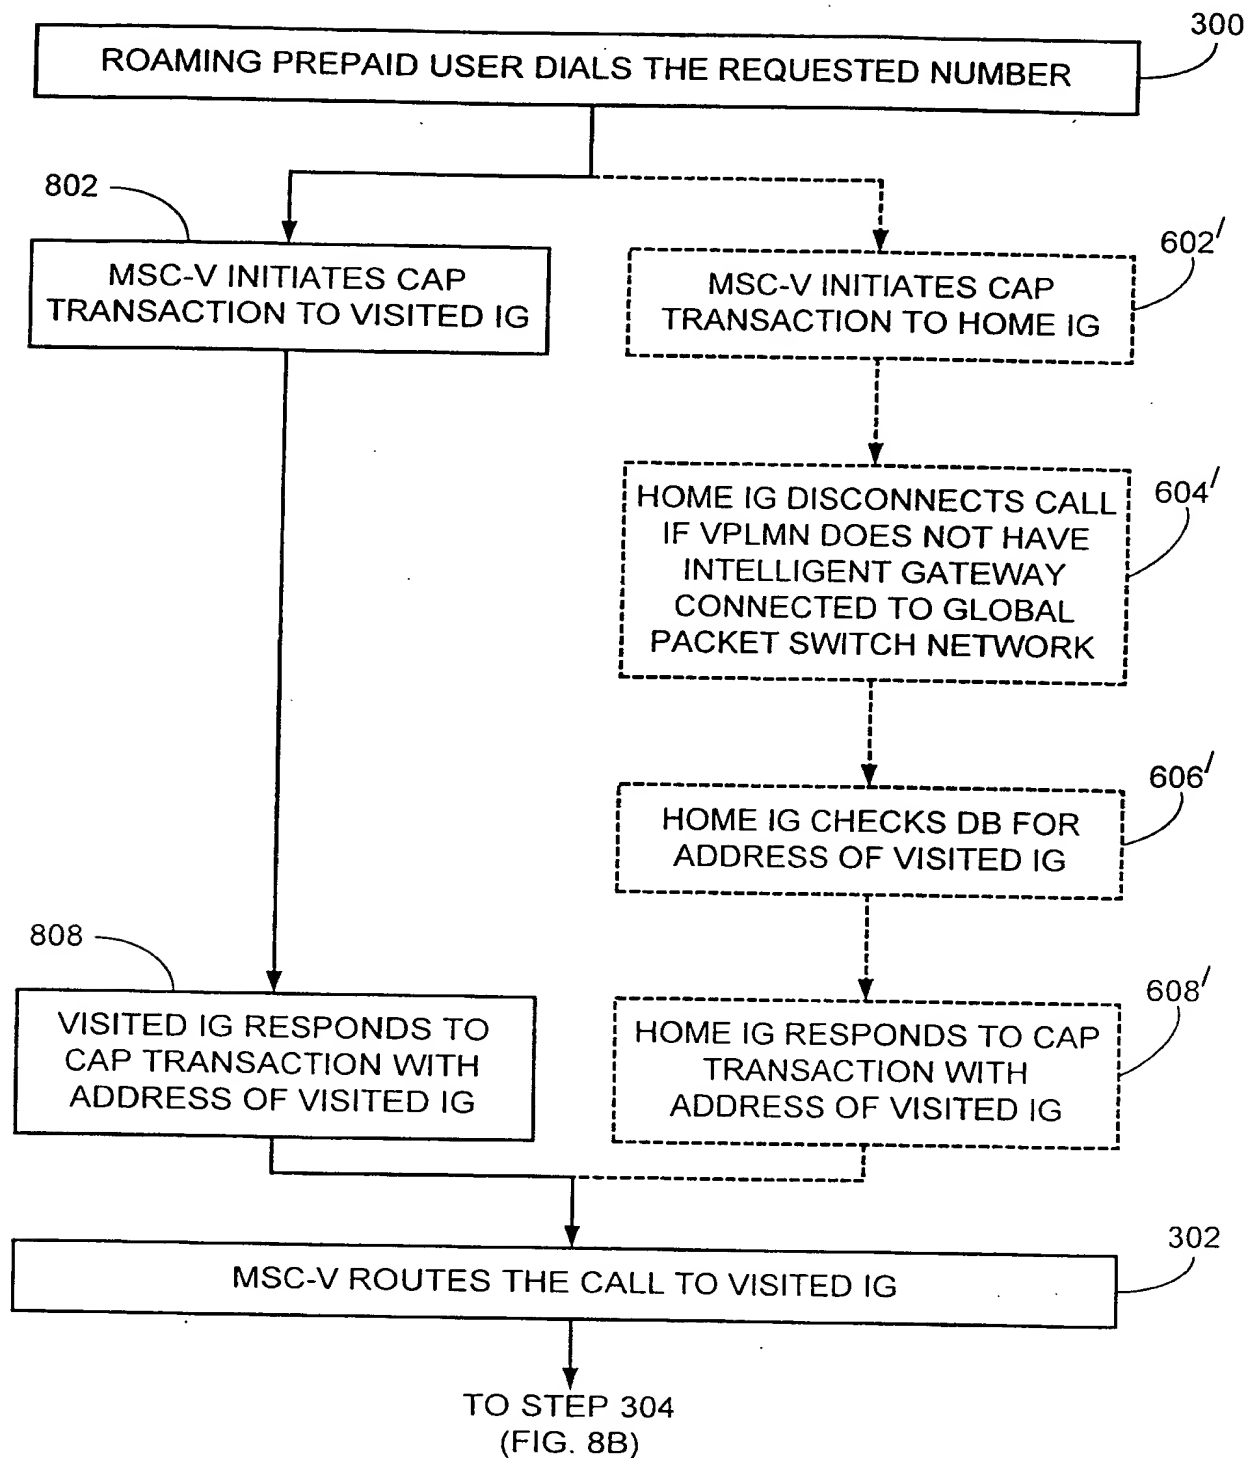 300
ROAMING PREPAID USER DIALS THE REQUESTED NUMBER
802
MSC-V INITIATES CAP
TRANSACTION TO VISITED IG
602'
MSC-V INITIATES CAP
TRANSACTION TO HOME IG
604'
HOME IG DISCONNECTS CALL
IF VPLMN DOES NOT HAVE
INTELLIGENT GATEWAY
CONNECTED TO GLOBAL
PACKET SWITCH NETWORK
606'
HOME IG CHECKS DB FOR
ADDRESS OF VISITED IG
808
VISITED IG RESPONDS TO
CAP TRANSACTION WITH
ADDRESS OF VISITED IG
608'
HOME IG RESPONDS TO CAP
TRANSACTION WITH
ADDRESS OF VISITED IG
302
MSC-V ROUTES THE CALL TO VISITED IG
TO STEP 304
(FIG. 8B)